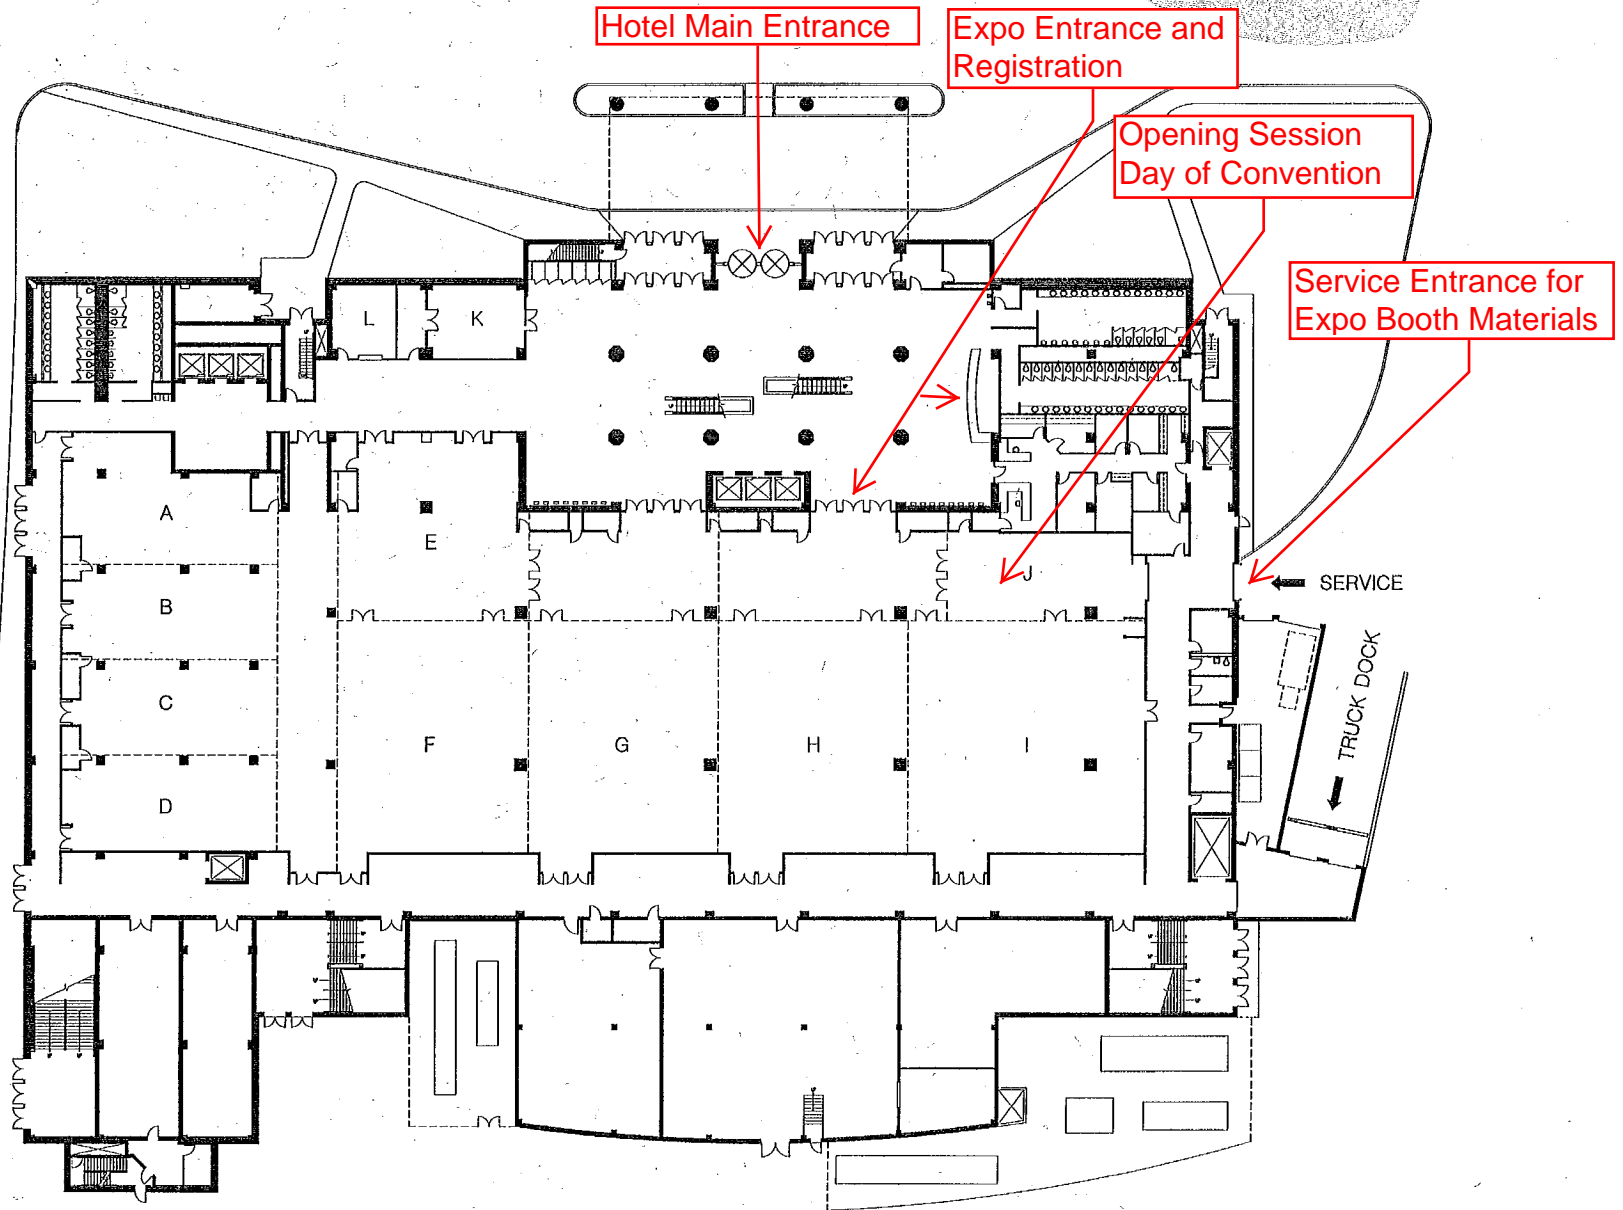 Hotel Main Entrance
Expo Entrance and
Registration
Opening Session
Day of Convention
Service Entrance for
Expo Booth Materials
L
K
A
E
B
J
SERVICE
C
F
G
H
I
TRUCK DOCK
D